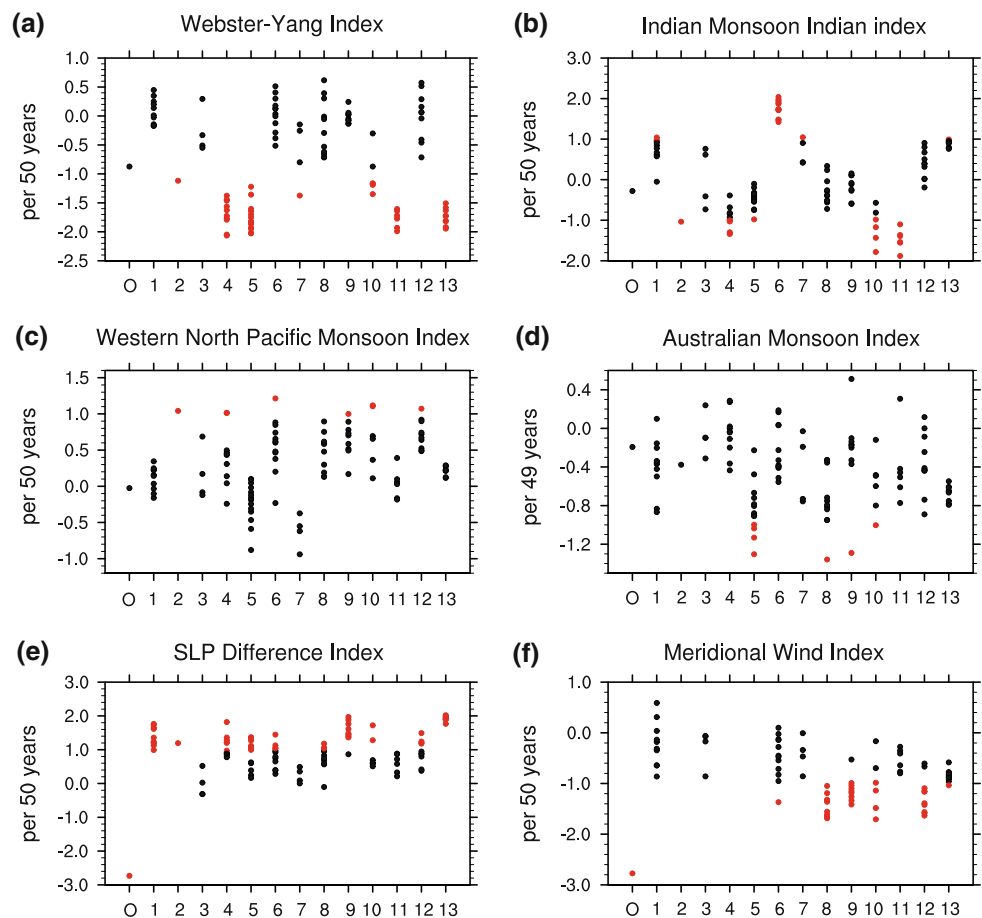 (a) Webster-Yang Index
per 50 years
1.0
0.5
0.0
-0.5
-1.0
-1.5
-2.0
-2.5
O 1 2 3 4 5 6 7 8 9 10 11 12 13
(b) Indian Monsoon Indian index
per 50 years
3.0
2.0
1.0
0.0
-1.0
-2.0
O 1 2 3 4 5 6 7 8 9 10 11 12 13
(c) Western North Pacific Monsoon Index
per 50 years
1.5
1.0
0.5
0.0
-0.5
-1.0
O 1 2 3 4 5 6 7 8 9 10 11 12 13
(d) Australian Monsoon Index
per 49 years
0.4
0.0
-0.4
-0.8
-1.2
O 1 2 3 4 5 6 7 8 9 10 11 12 13
(e) SLP Difference Index
per 50 years
3.0
2.0
1.0
0.0
-1.0
-2.0
-3.0
O 1 2 3 4 5 6 7 8 9 10 11 12 13
(f) Meridional Wind Index
per 50 years
1.0
0.0
-1.0
-2.0
-3.0
O 1 2 3 4 5 6 7 8 9 10 11 12 13